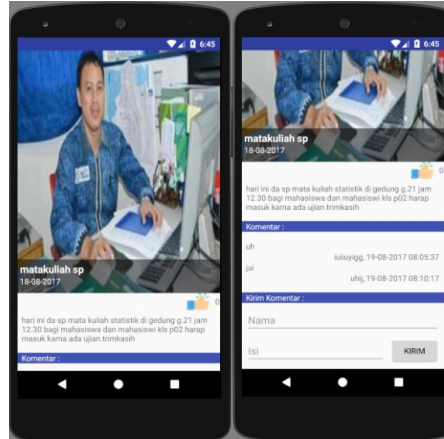 6:45
matakuliah sp
18-08-2017
0
hari ini da sp mata kuliah statistik di gedung g.21 jam
12.30 bagi mahasiswa dan mahasiswi kls p02 harap
masuk karna ada ujian.trimkasih
Komentar :
6:45
matakuliah sp
18-08-2017
0
hari ini da sp mata kuliah statistik di gedung g.21 jam
12.30 bagi mahasiswa dan mahasiswi kls p02 harap
masuk karna ada ujian.trimkasih
Komentar :
uh
iuliuyigg, 19-08-2017 08:05:37
jui
uhij, 19-08-2017 08:10:17
Kirim Komentar :
Nama
Isi
KIRIM